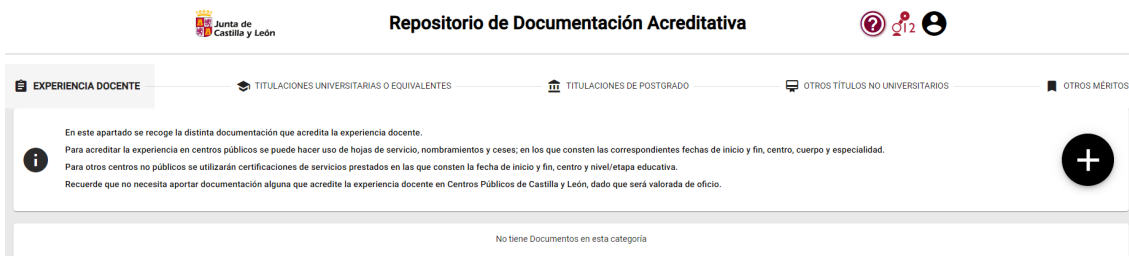 Junta de
Castilla y León
Repositorio de Documentación Acreditativa
012
EXPERIENCIA DOCENTE
TITULACIONES UNIVERSITARIAS O EQUIVALENTES
TITULACIONES DE POSTGRADO
OTROS TÍTULOS NO UNIVERSITARIOS
OTROS MÉRITOS
En este apartado se recoge la distinta documentación que acredita la experiencia docente.
Para acreditar la experiencia en centros públicos se puede hacer uso de hojas de servicio, nombramientos y ceses; en los que consten las correspondientes fechas de inicio y fin, centro, cuerpo y especialidad.
Para otros centros no públicos se utilizarán certificaciones de servicios prestados en las que consten la fecha de inicio y fin, centro y nivel/etapa educativa.
Recuerde que no necesita aportar documentación alguna que acredite la experiencia docente en Centros Públicos de Castilla y León, dado que será valorada de oficio.
No tiene Documentos en esta categoría